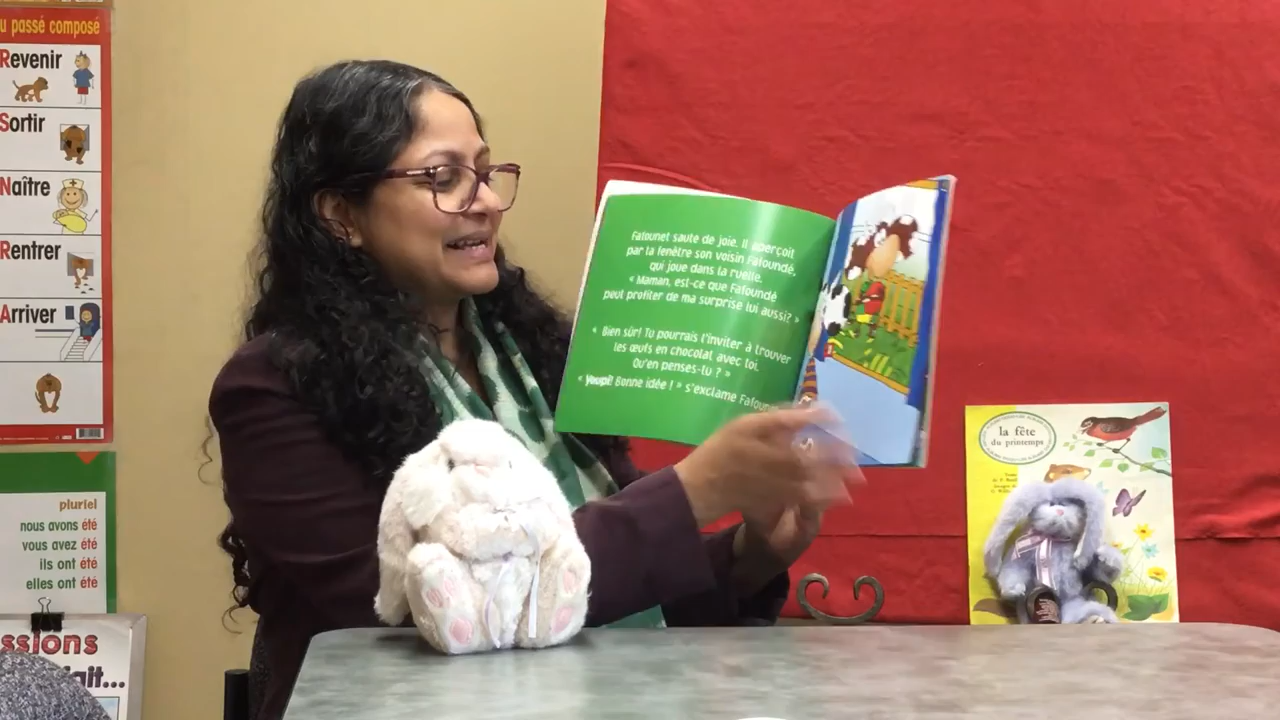 u passé composé
Revenir
Sortir
Naître
Rentrer
Arriver
pluriel
nous avons été
vous avez été
ils ont été
elles ont été
ssions
ait...
Fafounet saute de joie. Il aperçoit
par la fenêtre son voisin Fafoundé,
qui joue dans la ruelle.
« Maman, est-ce que Fafoundé
peut profiter de ma surprise lui aussi? »
« Bien sûr! Tu pourrais l'inviter à trouver
les œufs en chocolat avec toi.
Qu'en penses-tu ? »
« Youpi! Bonne idée ! » s'exclame Fafoun
la fête
du printemps